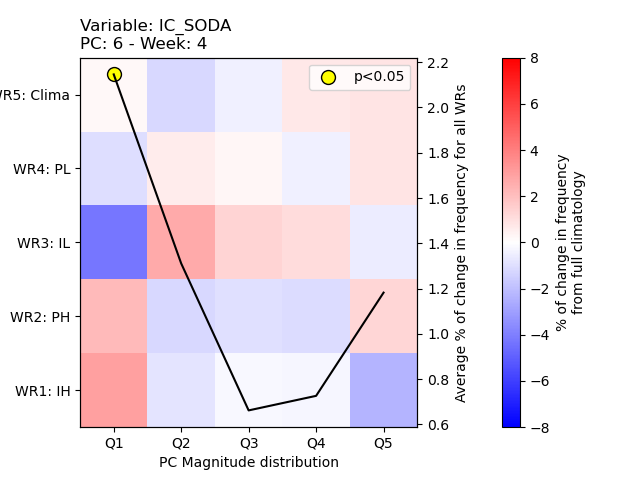 Variable: IC_SODA
PC: 6 - Week: 4
p<0.05
WR5: Clima
WR4: PL
WR3: IL
WR2: PH
WR1: IH
Q1 Q2 Q3 Q4 Q5
PC Magnitude distribution
2.2
2.0
1.8
1.6
1.4
1.2
1.0
0.8
0.6
Average % of change in frequency for all WRs
8
6
4
2
0
−2
−4
−6
−8
% of change in frequency
from full climatology